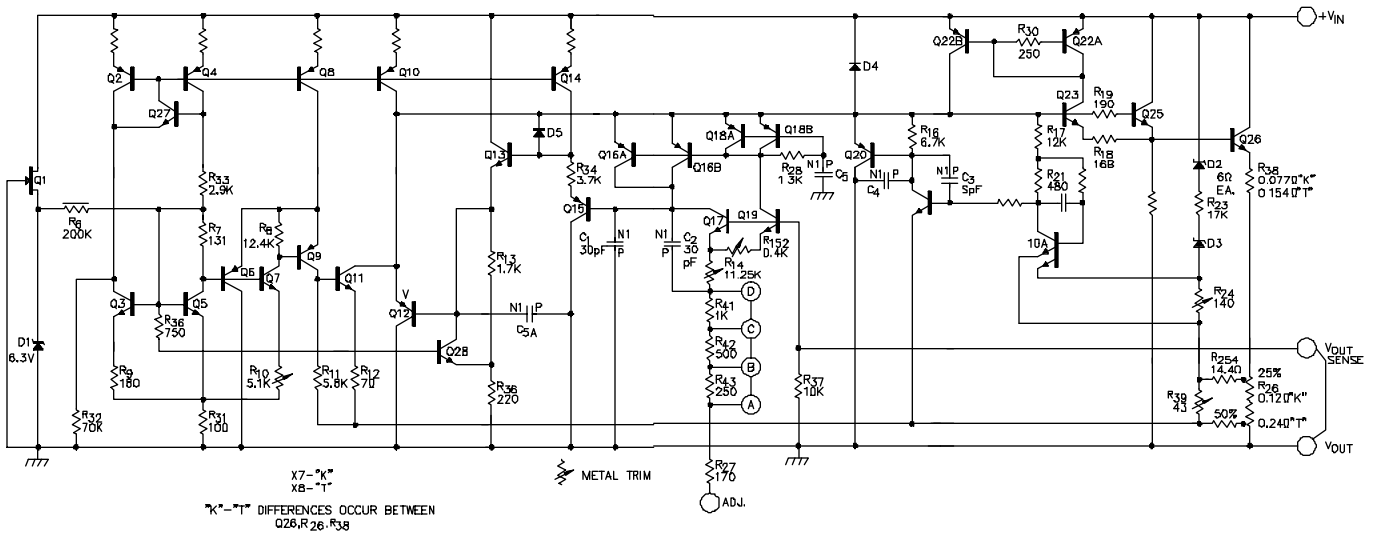 +VIN
Q22B
R30
250
Q22A
Q2
Q4
Q8
Q10
Q14
D4
Q27
Q23
R19
190
Q25
Q18A
Q18B
D5
Q13
Q16A
Q16B
R28
1.3K
N1 P
C5
Q20
R16
6.7K
R17
12K
R18
16B
Q26
Q1
R33
2.9K
R34
3.7K
N1 P
C4
N1 P
C3
5pF
R21
480
D2
6Ω
EA.
R38
0.07Ω"K"
0.154Ω"T"
R6
200K
R7
131
R8
12.4K
Q15
Q17
Q19
R23
17K
Q9
C1
30pF
N1
P
N1
P
C2
30
pF
R152
0.4K
10A
D3
Q6
Q7
Q11
R13
1.7K
R14
11.25K
D
Q3
Q5
V
Q12
N1 P
C5A
R41
1K
R24
140
R36
750
C
D1
6.3V
Q28
R42
500
VOUT
SENSE
B
R9
180
R10
5.1K
R11
5.8K
R12
70
R36
220
R43
250
R37
10K
R254
14.4Ω
25%
R26
0.12Ω"K"
A
R39
43
R32
70K
R31
100
50%
0.24Ω"T"
VOUT
METAL TRIM
R27
170
X7-"K"
X8-"T"
ADJ.
"K"-"T" DIFFERENCES OCCUR BETWEEN
Q26,R26.R38